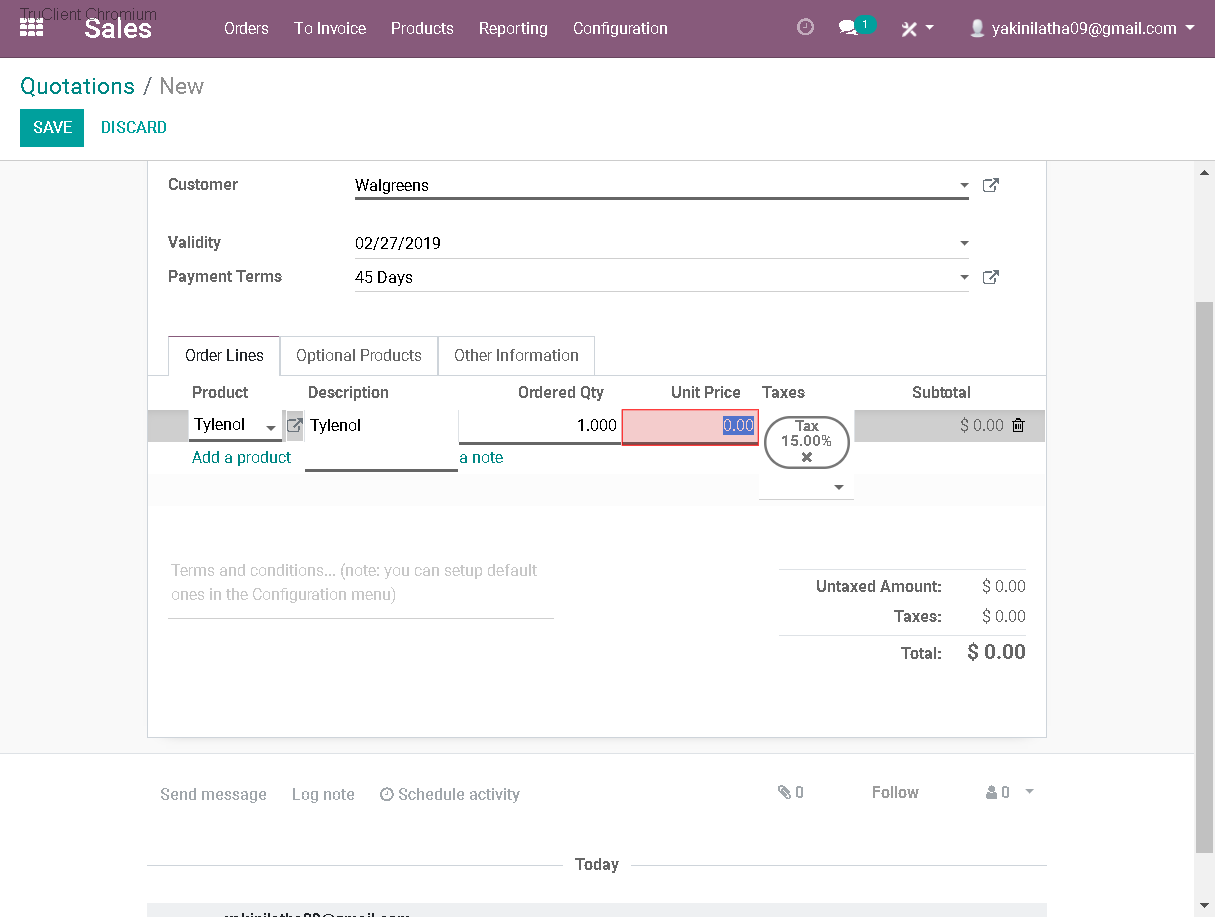 TruClient Chromium
Sales Orders To Invoice Products Reporting Configuration 1 yakinilatha09@gmail.com
Quotations / New
SAVE DISCARD
Customer Walgreens
Validity 02/27/2019
Payment Terms 45 Days
Order Lines Optional Products Other Information
Product Description Ordered Qty Unit Price Taxes Subtotal
Tylenol Tylenol 1.000 0.00 Tax 15.00% $ 0.00
Add a product a note
Terms and conditions... (note: you can setup default
ones in the Configuration menu)
Untaxed Amount: $ 0.00
Taxes: $ 0.00
Total: $ 0.00
Send message Log note Schedule activity 0 Follow 0
Today
yakinilatha09@gmail.com